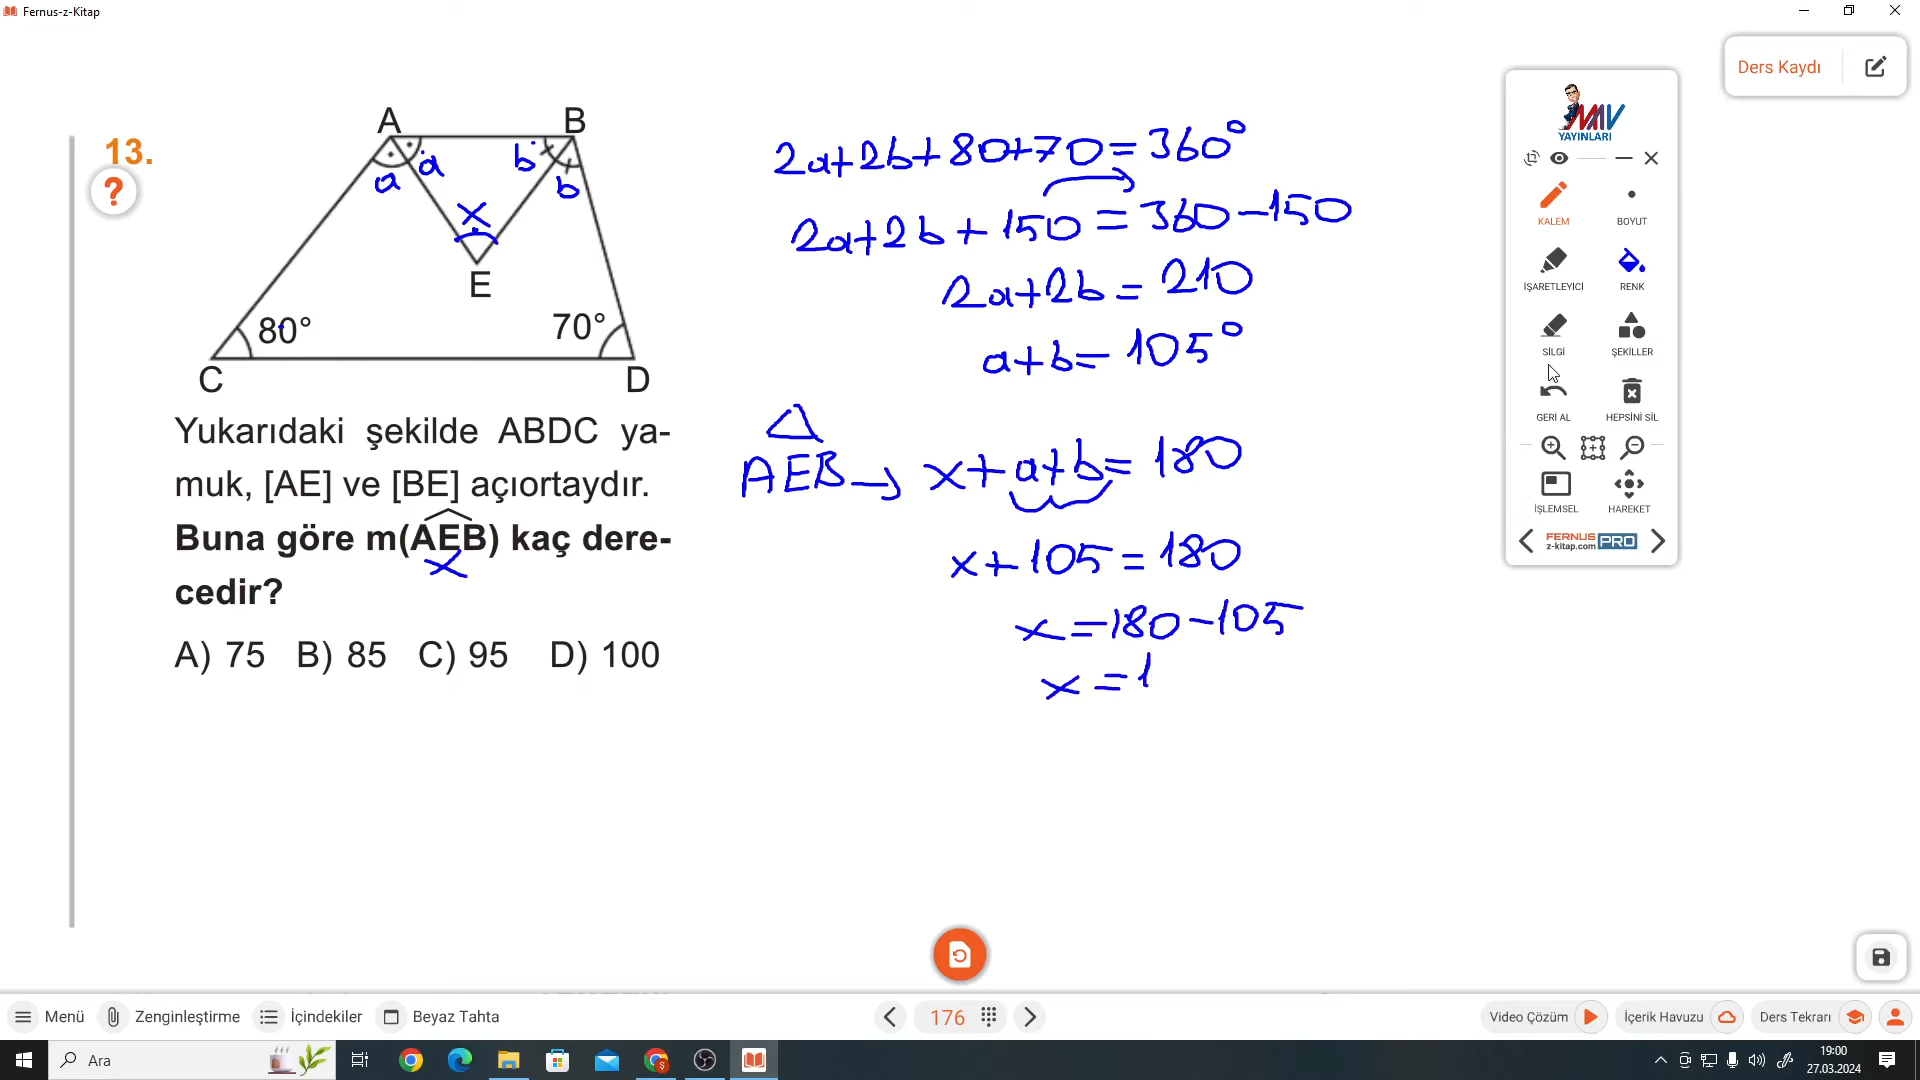 Fernus-z-Kitap
Ders Kaydı
MMV
YAYINLARI
KALEM
BOYUT
İŞARETLEYİCİ
RENK
SİLGİ
ŞEKİLLER
GERİ AL
HEPSİNİ SİL
İŞLEMSEL
HAREKET
FERNUS
z-kitap.com
PRO
13.
?
A
B
a
a
b
b
x
E
80°
70°
C
D
Yukarıdaki şekilde ABDC ya-
muk, [AE] ve [BE] açıortaydır.
Buna göre m(AEB) kaç dere-
x
cedir?
A) 75 B) 85 C) 95 D) 100
2a+2b+80+70=360°
2a+2b+150=360-150
2a+2b=210
a+b=105°
AEB→ x+a+b=180
x+105=180
x=180-105
x=1
Menü
Zenginleştirme
İçindekiler
Beyaz Tahta
176
Video Çözüm
İçerik Havuzu
Ders Tekrarı
Ara
19:00
27.03.2024